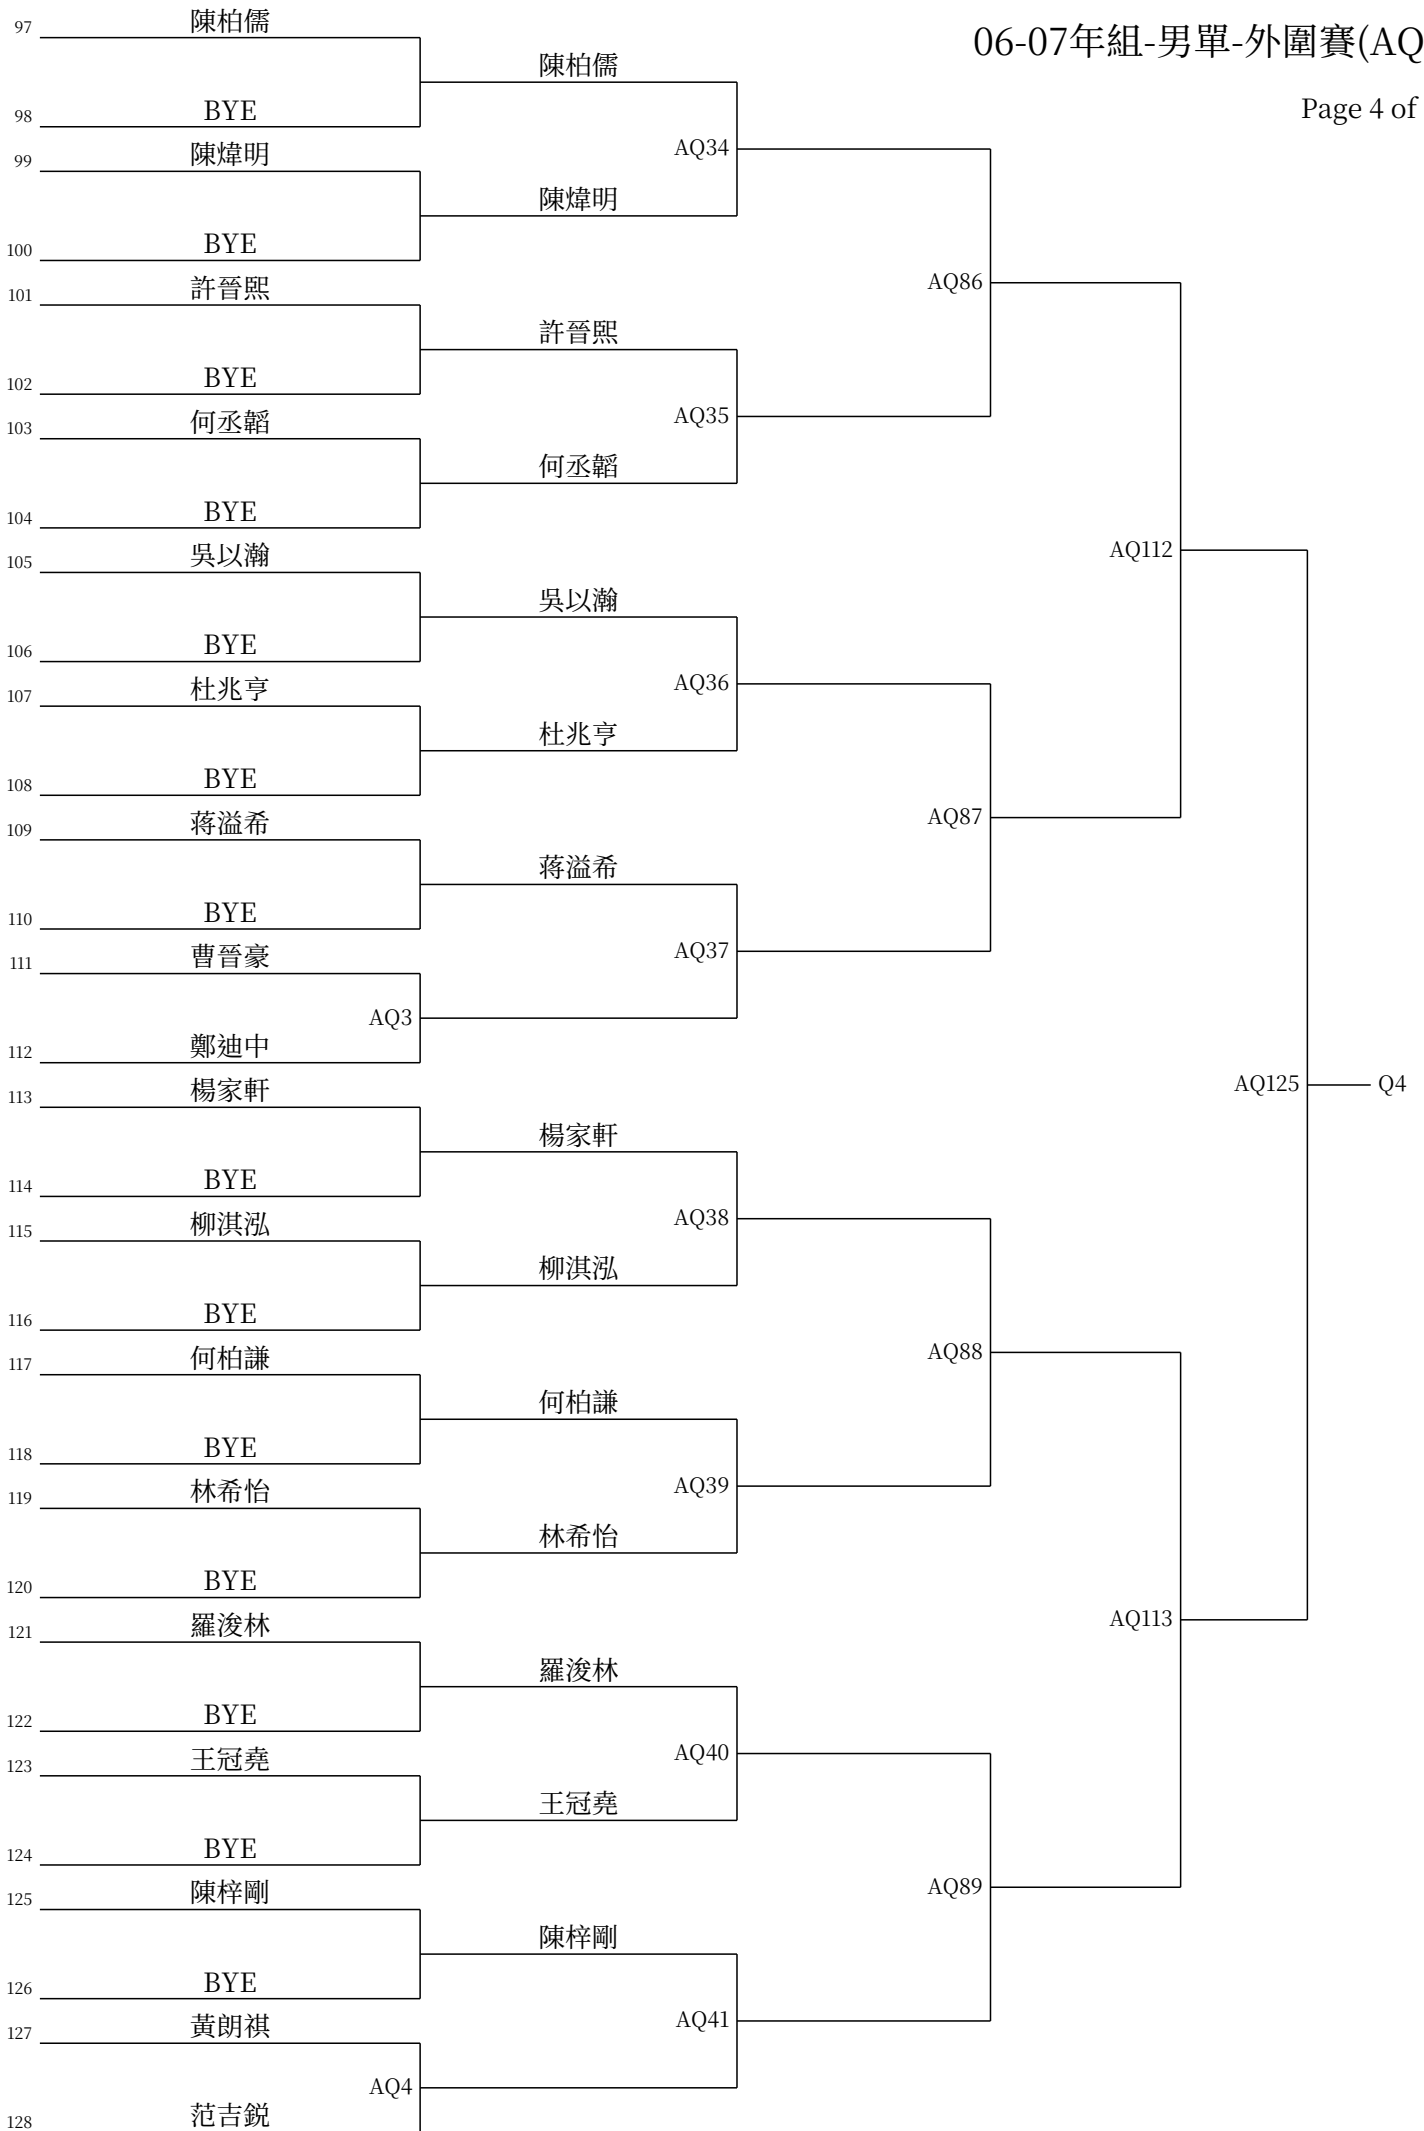 06-07年組-男單-外圍賽(AQ
Page 4 of
97 陳柏儒
陳柏儒
98 BYE
AQ34
99 陳煒明
陳煒明
100 BYE
AQ86
101 許晉熙
許晉熙
102 BYE
AQ35
103 何丞韜
何丞韜
104 BYE
AQ112
105 吳以瀚
吳以瀚
106 BYE
AQ36
107 杜兆亨
杜兆亨
108 BYE
AQ87
109 蒋溢希
蒋溢希
110 BYE
AQ37
111 曹晉豪
AQ3
112 鄭迪中
AQ125 Q4
113 楊家軒
楊家軒
114 BYE
AQ38
115 柳淇泓
柳淇泓
116 BYE
AQ88
117 何柏謙
何柏謙
118 BYE
AQ39
119 林希怡
林希怡
120 BYE
AQ113
121 羅浚林
羅浚林
122 BYE
AQ40
123 王冠堯
王冠堯
124 BYE
AQ89
125 陳梓剛
陳梓剛
126 BYE
AQ41
127 黃朗祺
AQ4
128 范吉鋭